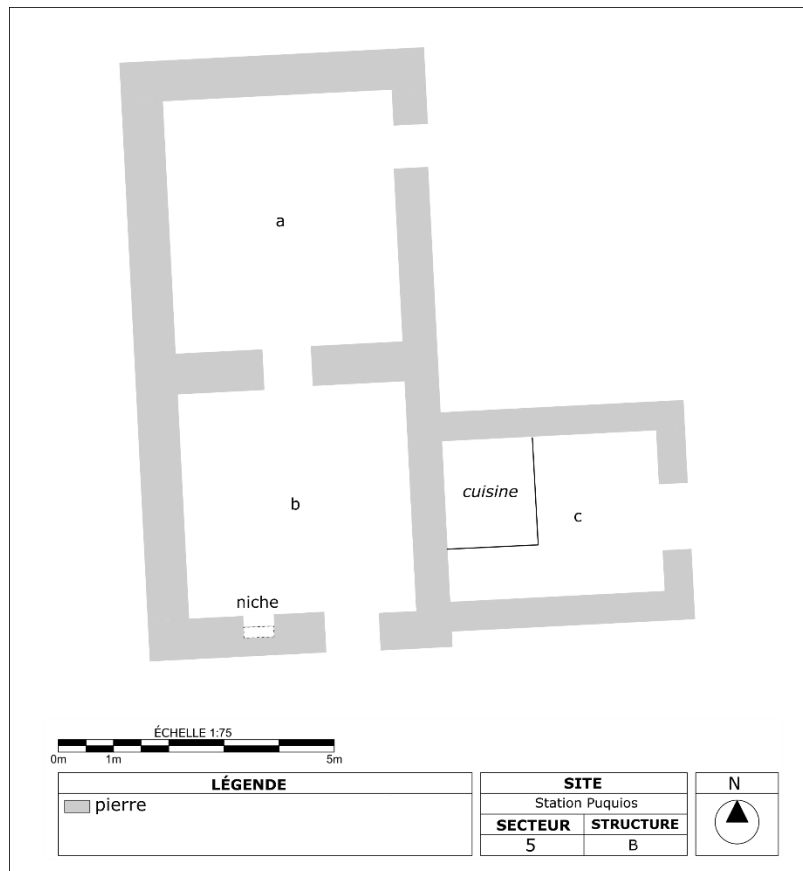 a
cuisine
c
b
niche
ÉCHELLE 1:75
0m 1m 5m
LÉGENDE
pierre
SITE
Station Puquios
SECTEUR STRUCTURE
5 B
N